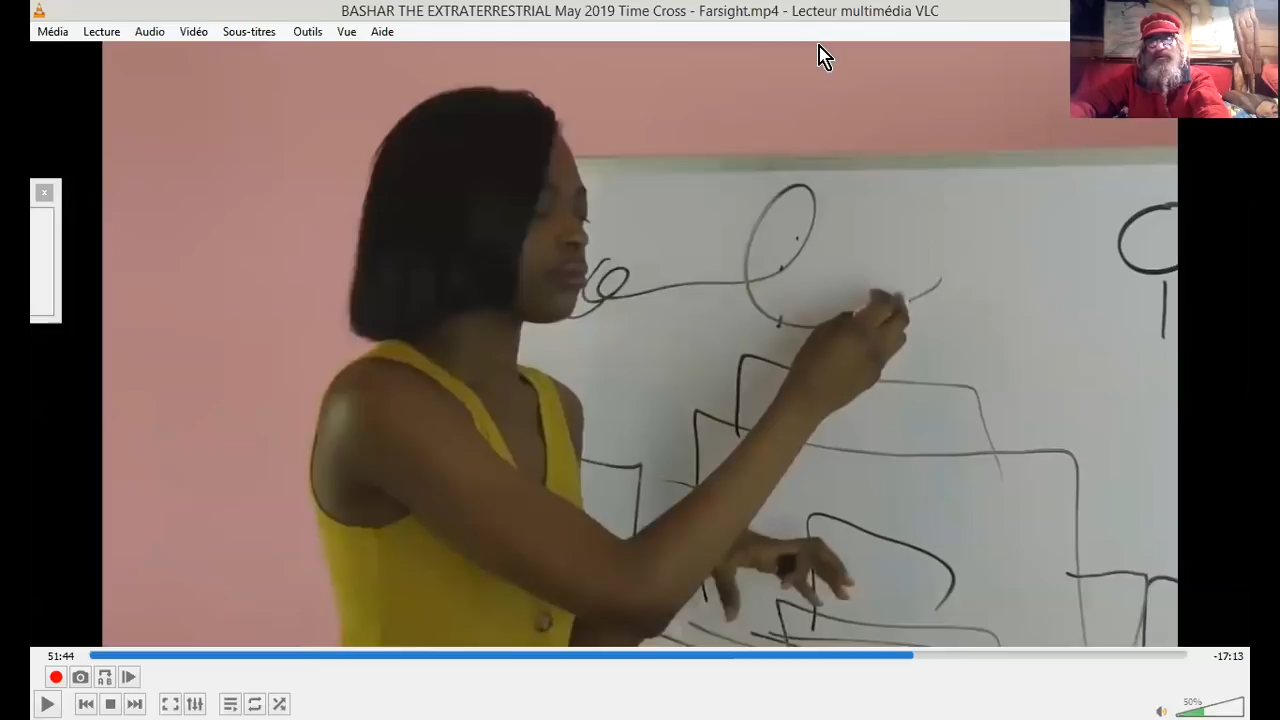 BASHAR THE EXTRATERRESTRIAL May 2019 Time Cross - Farsight.mp4 - Lecteur multimédia VLC
Média Lecture Audio Vidéo Sous-titres Outils Vue Aide
x
51:44 -17:13
A B
50%